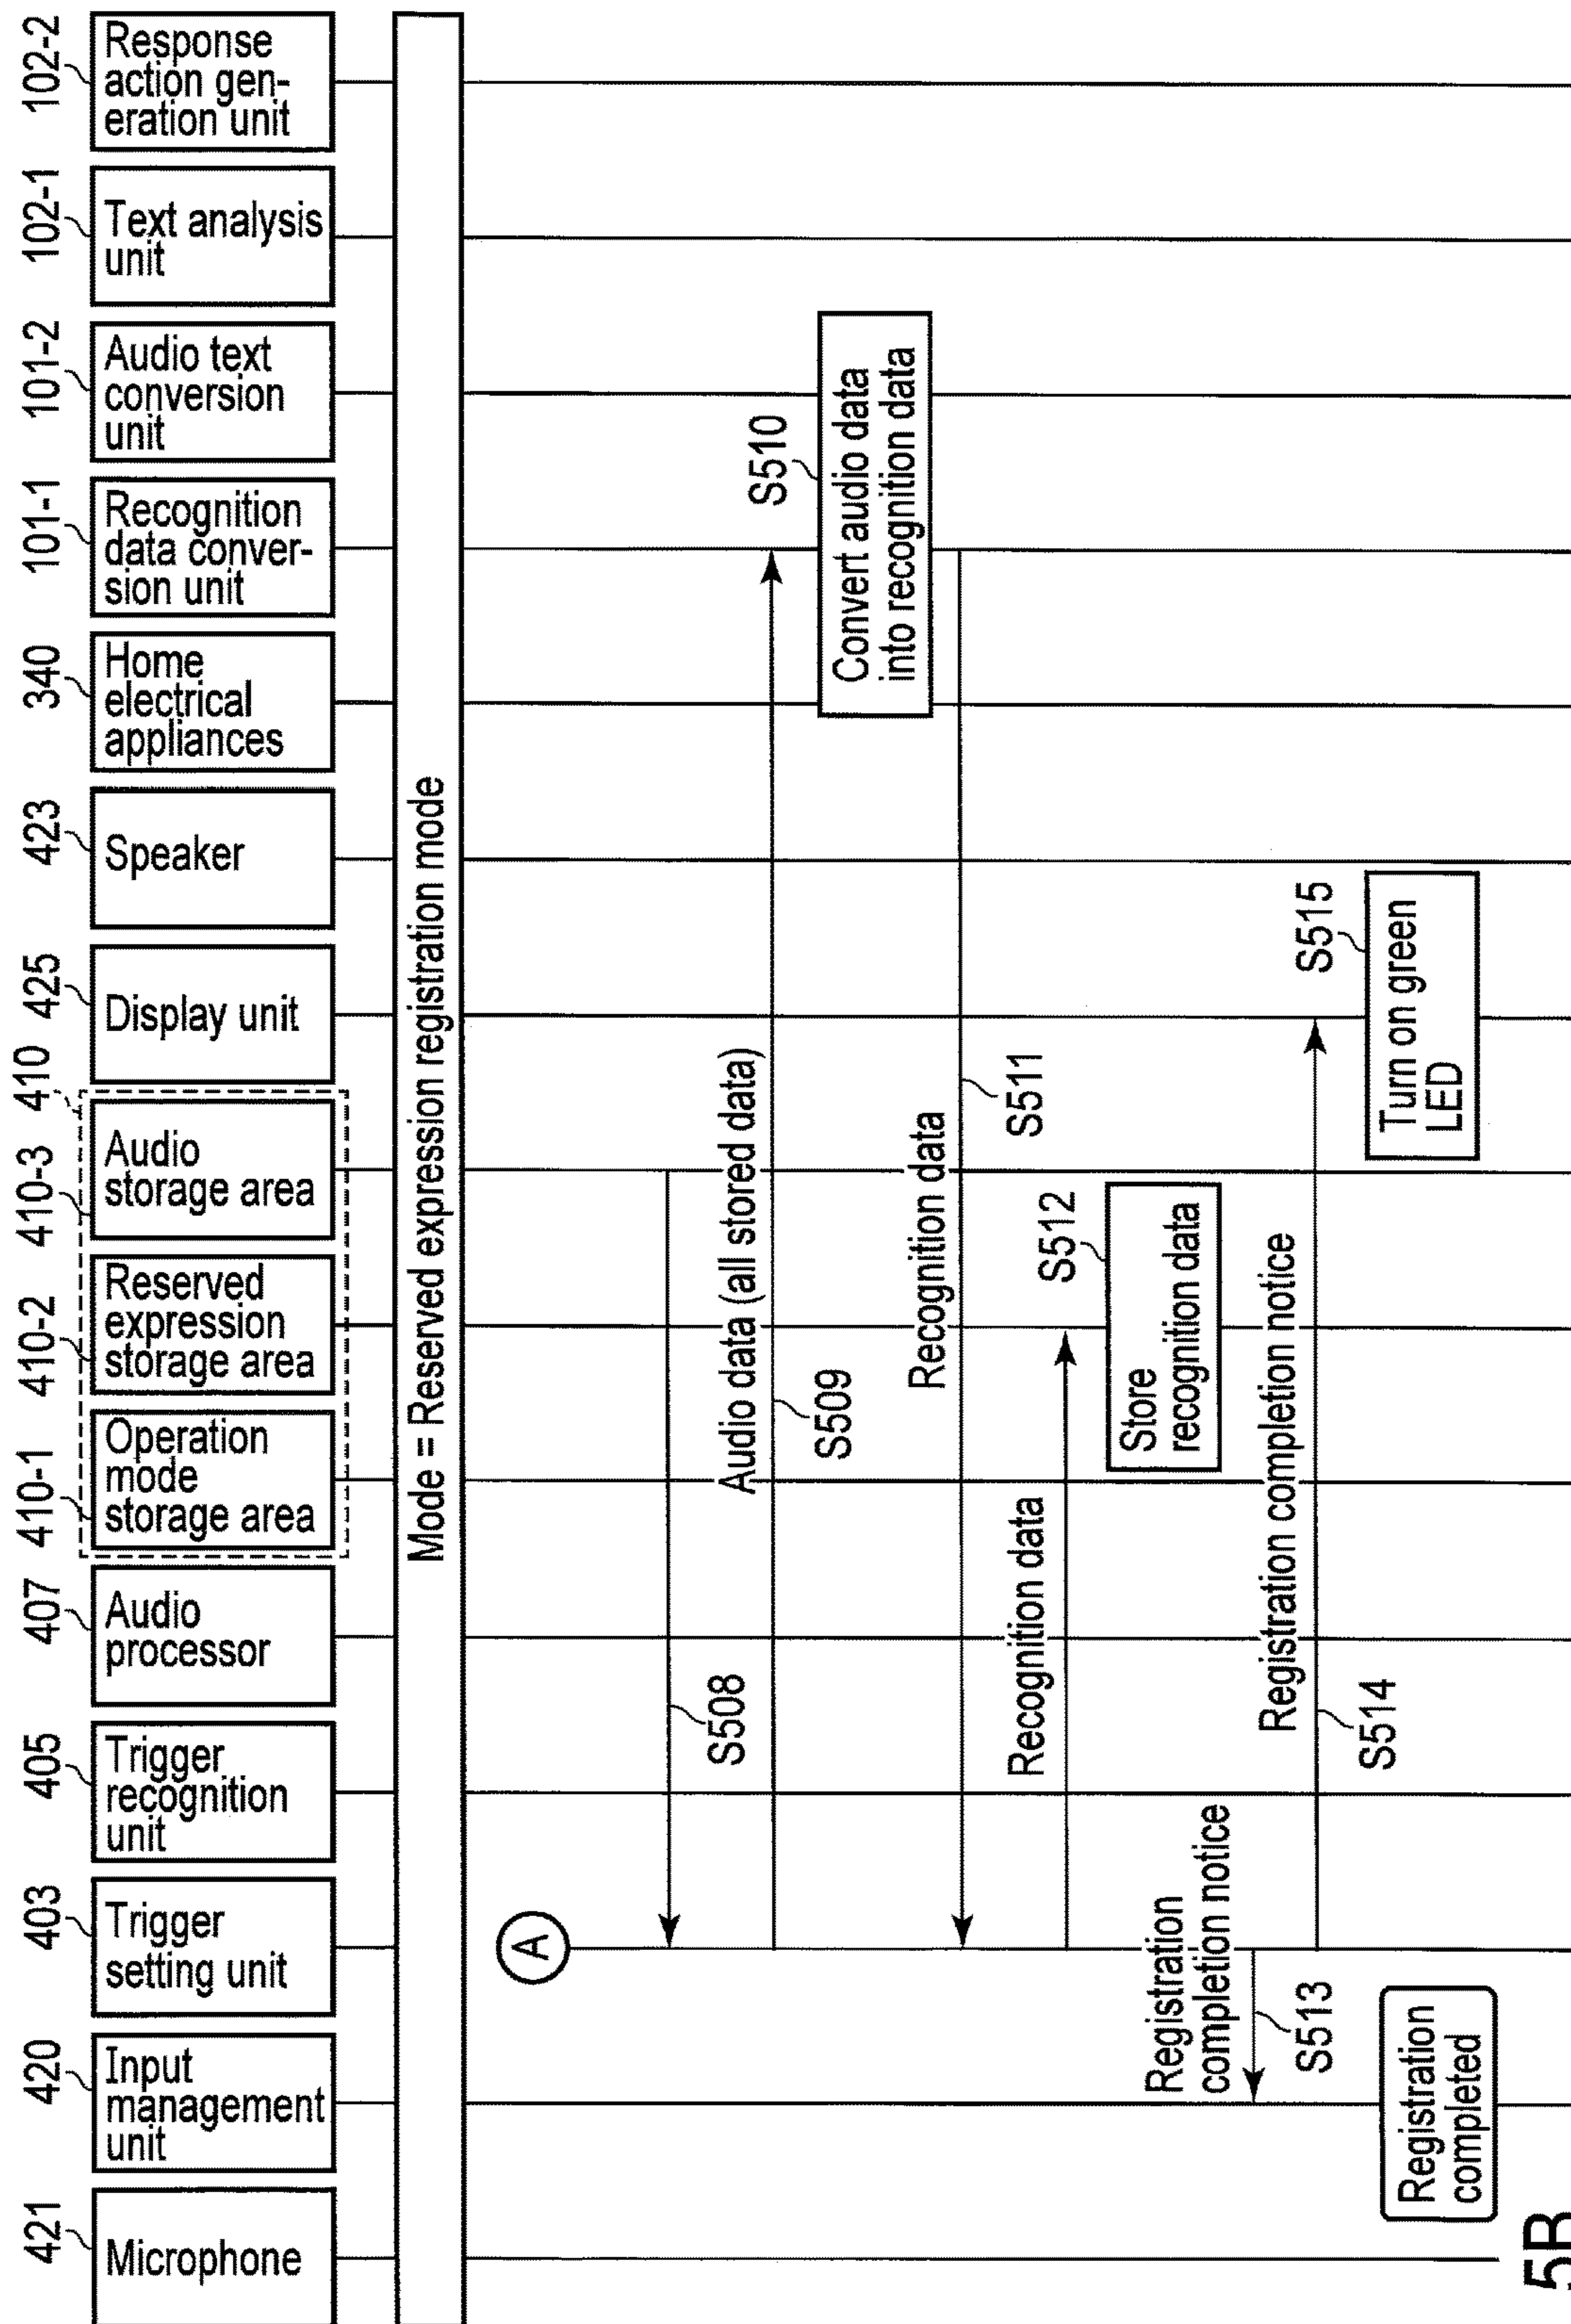 421
Microphone
420
Input
management
unit
403
Trigger
setting unit
405
Trigger
recognition
unit
407
Audio
processor
410-1
Operation
mode
storage area
410-2
Reserved
expression
storage area
410-3
Audio
storage area
410
425
Display unit
423
Speaker
340
Home
electrical
appliances
101-1
Recognition
data conver-
sion unit
101-2
Audio text
conversion
unit
102-1
Text analysis
unit
102-2
Response
action gen-
eration unit
Mode = Reserved expression registration mode
A
S508
Audio data (all stored data)
S509
S510
Convert audio data
into recognition data
Recognition data
S511
Recognition data
S512
Store
recognition data
Registration
completion notice
S513
Registration completion notice
S514
S515
Turn on green
LED
Registration
completed
5B